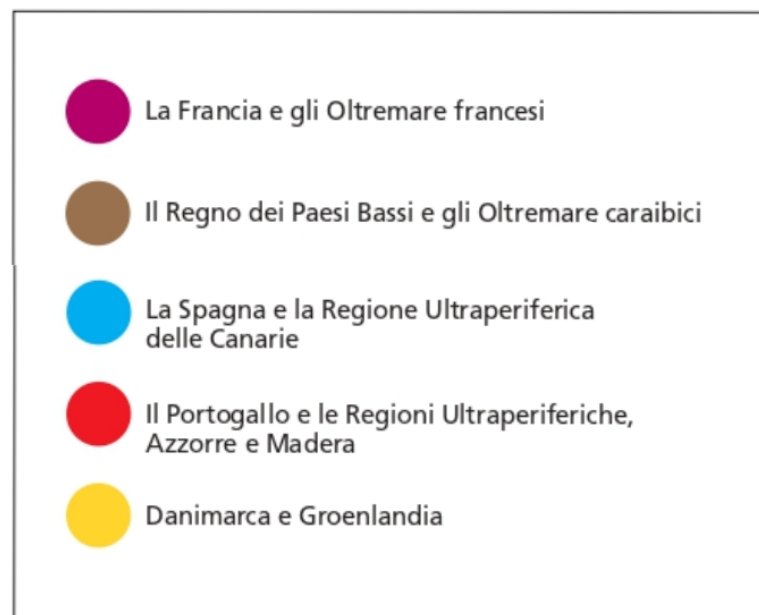 La Francia e gli Oltremare francesi
Il Regno dei Paesi Bassi e gli Oltremare caraibici
La Spagna e la Regione Ultraperiferica
delle Canarie
Il Portogallo e le Regioni Ultraperiferiche,
Azzorre e Madera
Danimarca e Groenlandia